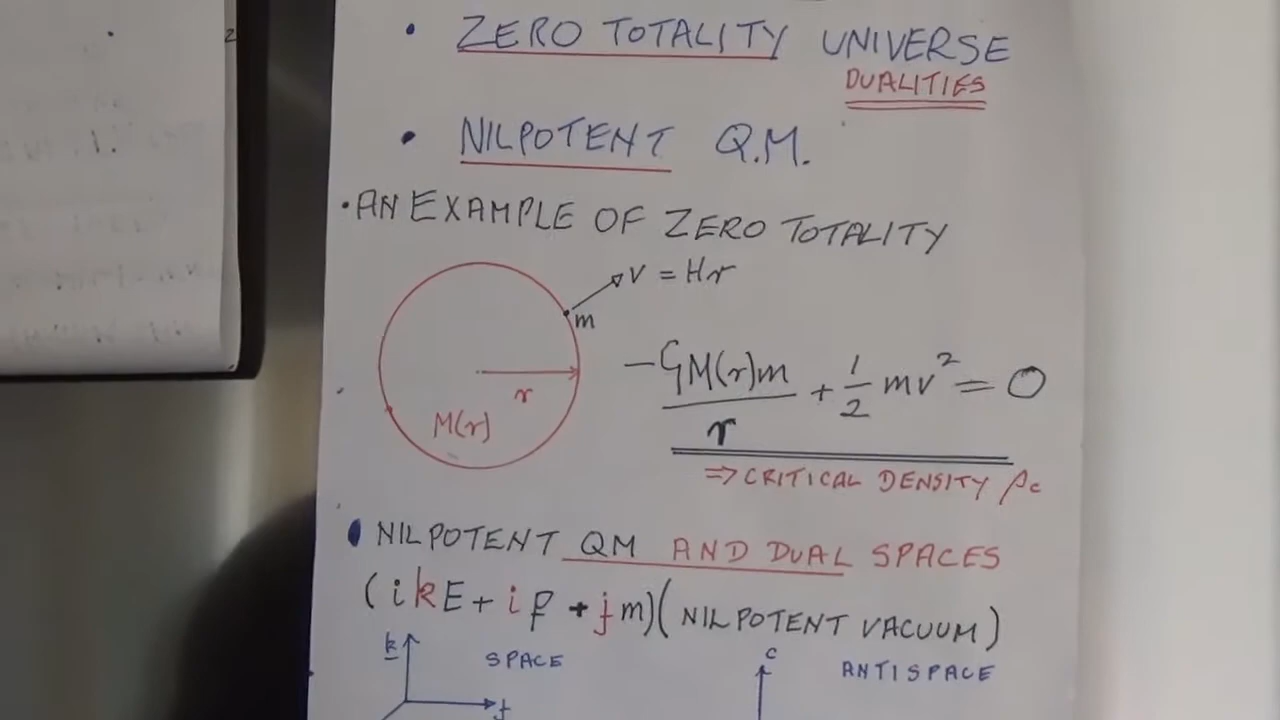 • ZERO TOTALITY UNIVERSE
DUALITIES
• NILPOTENT Q.M.
• AN EXAMPLE OF ZERO TOTALITY
V = Hr
m
r
M(r)
-GM(r)m/r + 1/2 mv² = 0
⇒ CRITICAL DENSITY ρc
• NILPOTENT QM AND DUAL SPACES
(ikE + ip + jm)(NILPOTENT VACUUM)
k SPACE
c ANTISPACE
j
2